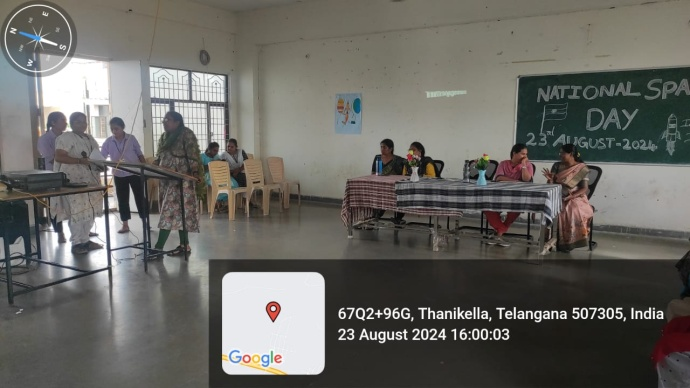 N
E
S
W
NATIONAL SPA
DAY
23rd AUGUST-2024
Google
67Q2+96G, Thanikella, Telangana 507305, India
23 August 2024 16:00:03